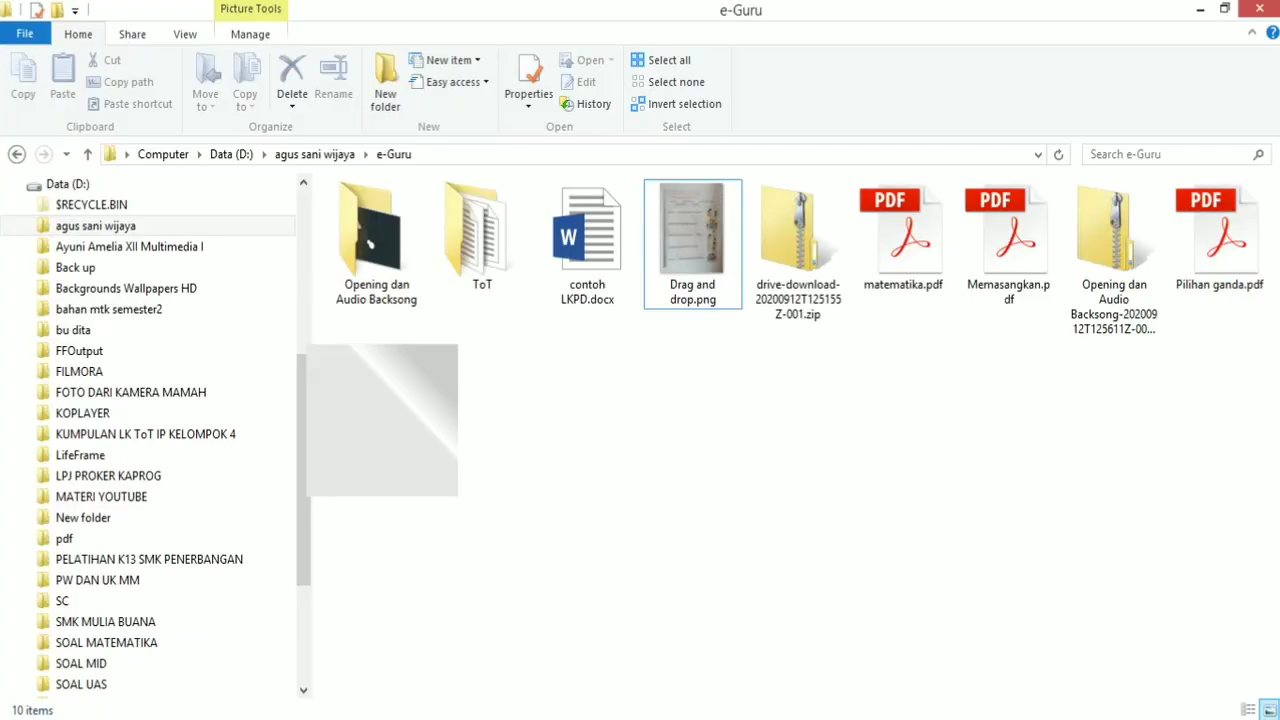 Picture Tools
e-Guru
File
Home
Share
View
Manage
Copy
Paste
Cut
Copy path
Paste shortcut
Clipboard
Move to
Copy to
Delete
Rename
Organize
New folder
New item
Easy access
New
Properties
Open
Edit
History
Open
Select all
Select none
Invert selection
Select
Computer
Data (D:)
agus sani wijaya
e-Guru
Search e-Guru
Data (D:)
$RECYCLE.BIN
agus sani wijaya
Ayuni Amelia XII Multimedia I
Back up
Backgrounds Wallpapers HD
bahan mtk semester2
bu dita
FFOutput
FILMORA
FOTO DARI KAMERA MAMAH
KOPLAYER
KUMPULAN LK ToT IP KELOMPOK 4
LifeFrame
LPJ PROKER KAPROG
MATERI YOUTUBE
New folder
pdf
PELATIHAN K13 SMK PENERBANGAN
PW DAN UK MM
SC
SMK MULIA BUANA
SOAL MATEMATIKA
SOAL MID
SOAL UAS
Opening dan
Audio Backsong
ToT
W
contoh
LKPD.docx
Drag and
drop.png
drive-download-
20200912T125155
Z-001.zip
PDF
matematika.pdf
PDF
Memasangkan.p
df
Opening dan
Audio
Backsong-20200
912T125611Z-00...
PDF
Pilihan ganda.pdf
10 items